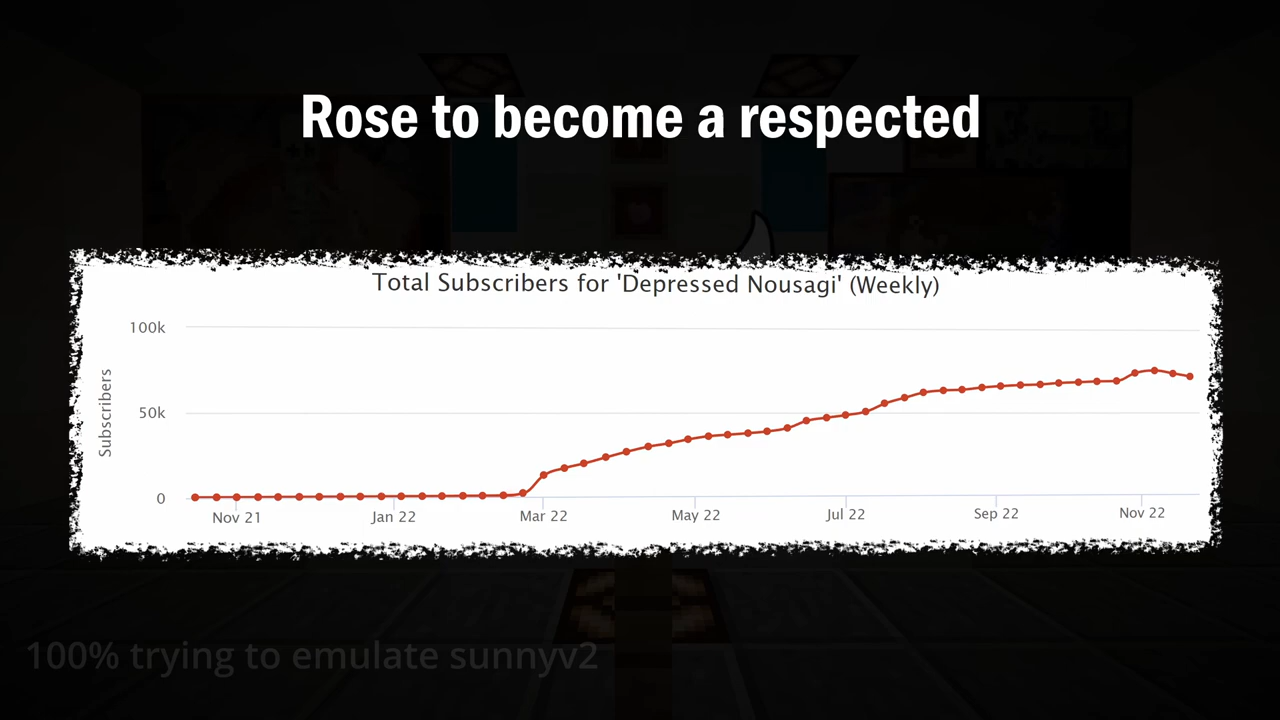 Rose to become a respected
Total Subscribers for 'Depressed Nousagi' (Weekly)
100k
Subscribers
50k
0
Nov 21
Jan 22
Mar 22
May 22
Jul 22
Sep 22
Nov 22
100% trying to emulate sunnyv2